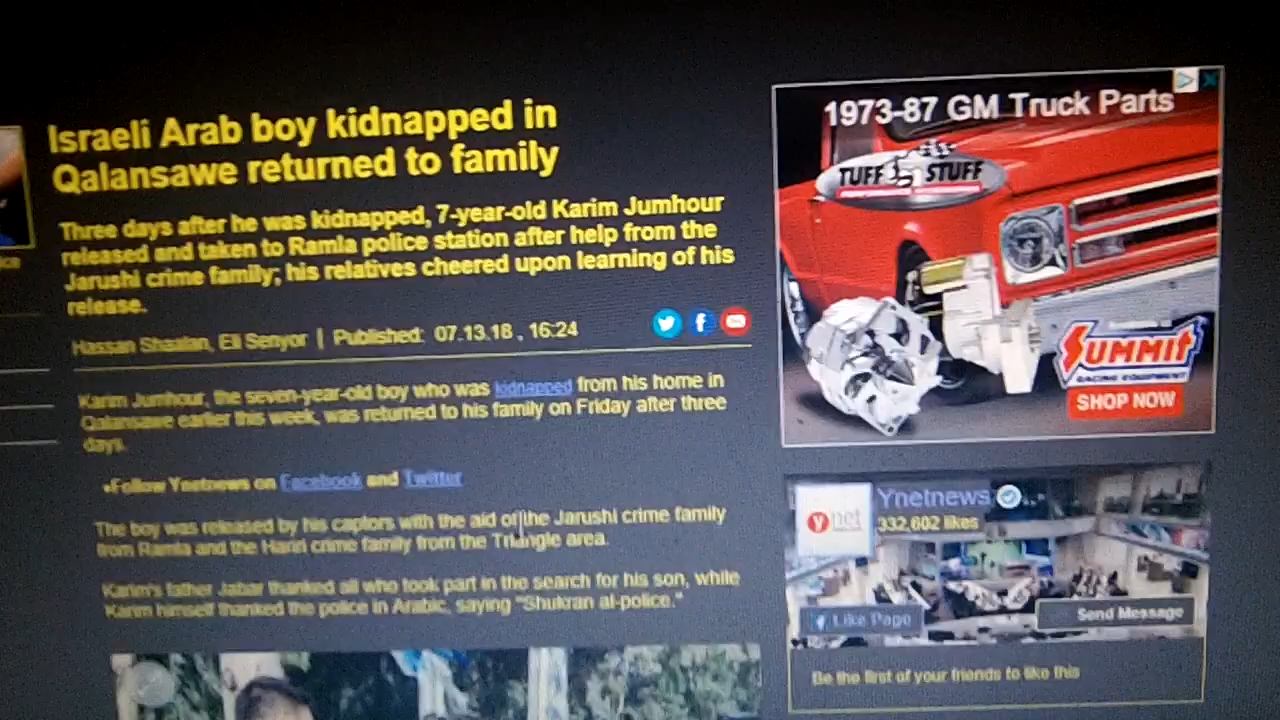 Israeli Arab boy kidnapped in
Qalansawe returned to family
Three days after he was kidnapped, 7-year-old Karim Jumhour
released and taken to Ramla police station after help from the
Jarushi crime family; his relatives cheered upon learning of his
release.
Hassan Shaalan, Eli Senyor | Published: 07.13.18 , 16:24
Karim Jumhour, the seven-year-old boy who was kidnapped from his home in
Qalansawe earlier this week, was returned to his family on Friday after three
days.
•Follow Ynetnews on Facebook and Twitter
The boy was released by his captors with the aid of the Jarushi crime family
from Ramla and the Hariri crime family from the Triangle area.
Karim's father Jabar thanked all who took part in the search for his son, while
Karim himself thanked the police in Arabic, saying "Shukran al-police."
1973-87 GM Truck Parts
TUFF STUFF
SUMMIT
RACING EQUIPMENT
SHOP NOW
ynet
Ynetnews
332,602 likes
Like Page
Send Message
Be the first of your friends to like this